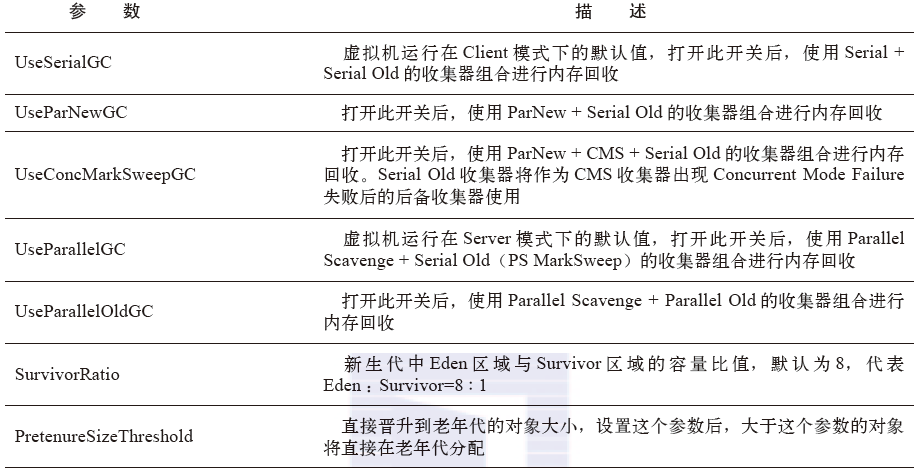 参 数 描 述
UseSerialGC
虚拟机运行在 Client 模式下的默认值，打开此开关后，使用 Serial +
Serial Old 的收集器组合进行内存回收
UseParNewGC
打开此开关后，使用 ParNew + Serial Old 的收集器组合进行内存回收
UseConcMarkSweepGC
打开此开关后，使用 ParNew + CMS + Serial Old 的收集器组合进行内存
回收。Serial Old 收集器将作为 CMS 收集器出现 Concurrent Mode Failure
失败后的后备收集器使用
UseParallelGC
虚拟机运行在 Server 模式下的默认值，打开此开关后，使用 Parallel
Scavenge + Serial Old（PS MarkSweep）的收集器组合进行内存回收
UseParallelOldGC
打开此开关后，使用 Parallel Scavenge + Parallel Old 的收集器组合进行
内存回收
SurvivorRatio
新生代中 Eden 区域与 Survivor 区域的容量比值，默认为 8，代表
Eden：Survivor=8∶1
PretenureSizeThreshold
直接晋升到老年代的对象大小，设置这个参数后，大于这个参数的对象
将直接在老年代分配